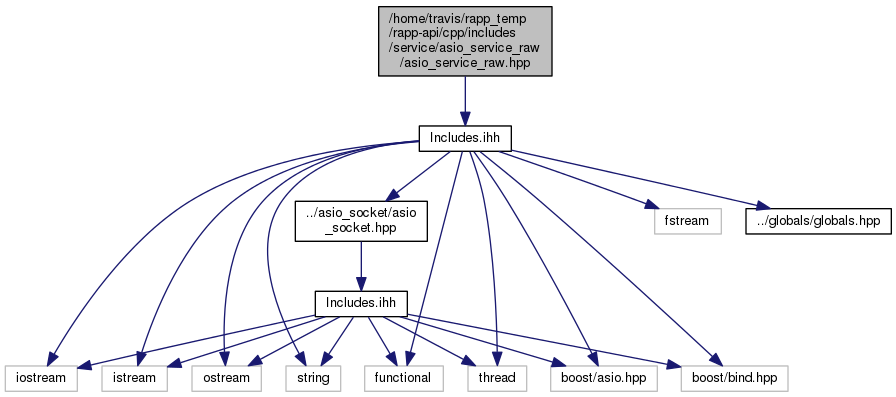 /home/travis/rapp_temp
/rapp-api/cpp/includes
/service/asio_service_raw
/asio_service_raw.hpp
Includes.ihh
../asio_socket/asio
_socket.hpp
fstream
../globals/globals.hpp
Includes.ihh
iostream
istream
ostream
string
functional
thread
boost/asio.hpp
boost/bind.hpp